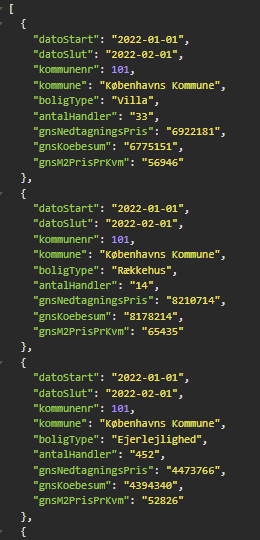 [
{
"datoStart": "2022-01-01",
"datoSlut": "2022-02-01",
"kommunenr": 101,
"kommune": "Københavns Kommune",
"boligType": "Villa",
"antalHandler": "33",
"gnsNedtagningsPris": "6922181",
"gnsKoebesum": "6775151",
"gnsM2PrisPrKvm": "56946"
},
{
"datoStart": "2022-01-01",
"datoSlut": "2022-02-01",
"kommunenr": 101,
"kommune": "Københavns Kommune",
"boligType": "Rækkehus",
"antalHandler": "14",
"gnsNedtagningsPris": "8210714",
"gnsKoebesum": "8178214",
"gnsM2PrisPrKvm": "65435"
},
{
"datoStart": "2022-01-01",
"datoSlut": "2022-02-01",
"kommunenr": 101,
"kommune": "Københavns Kommune",
"boligType": "Ejerlejlighed",
"antalHandler": "452",
"gnsNedtagningsPris": "4473766",
"gnsKoebesum": "4394340",
"gnsM2PrisPrKvm": "52826"
},
{